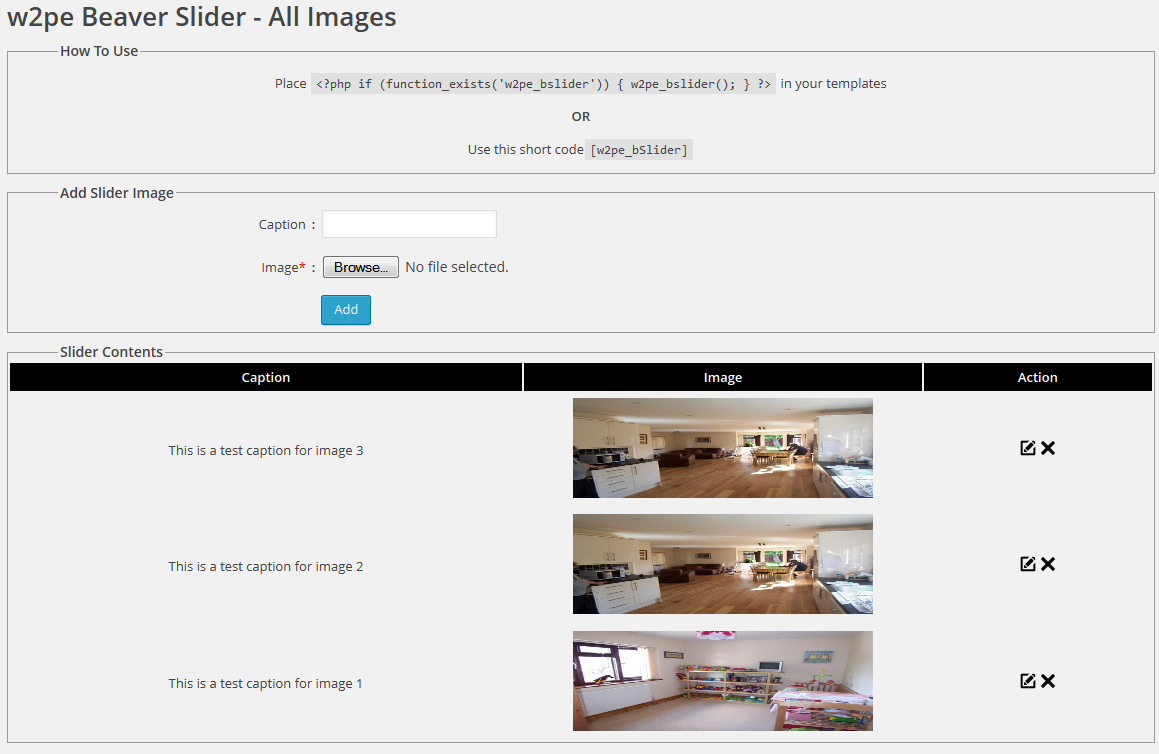 w2pe Beaver Slider - All Images
How To Use
Place <?php if (function_exists('w2pe_bslider')) { w2pe_bslider(); } ?> in your templates
OR
Use this short code [w2pe_bSlider]
Add Slider Image
Caption :
Image* : Browse... No file selected.
Add
Slider Contents
Caption Image Action
This is a test caption for image 3
This is a test caption for image 2
This is a test caption for image 1